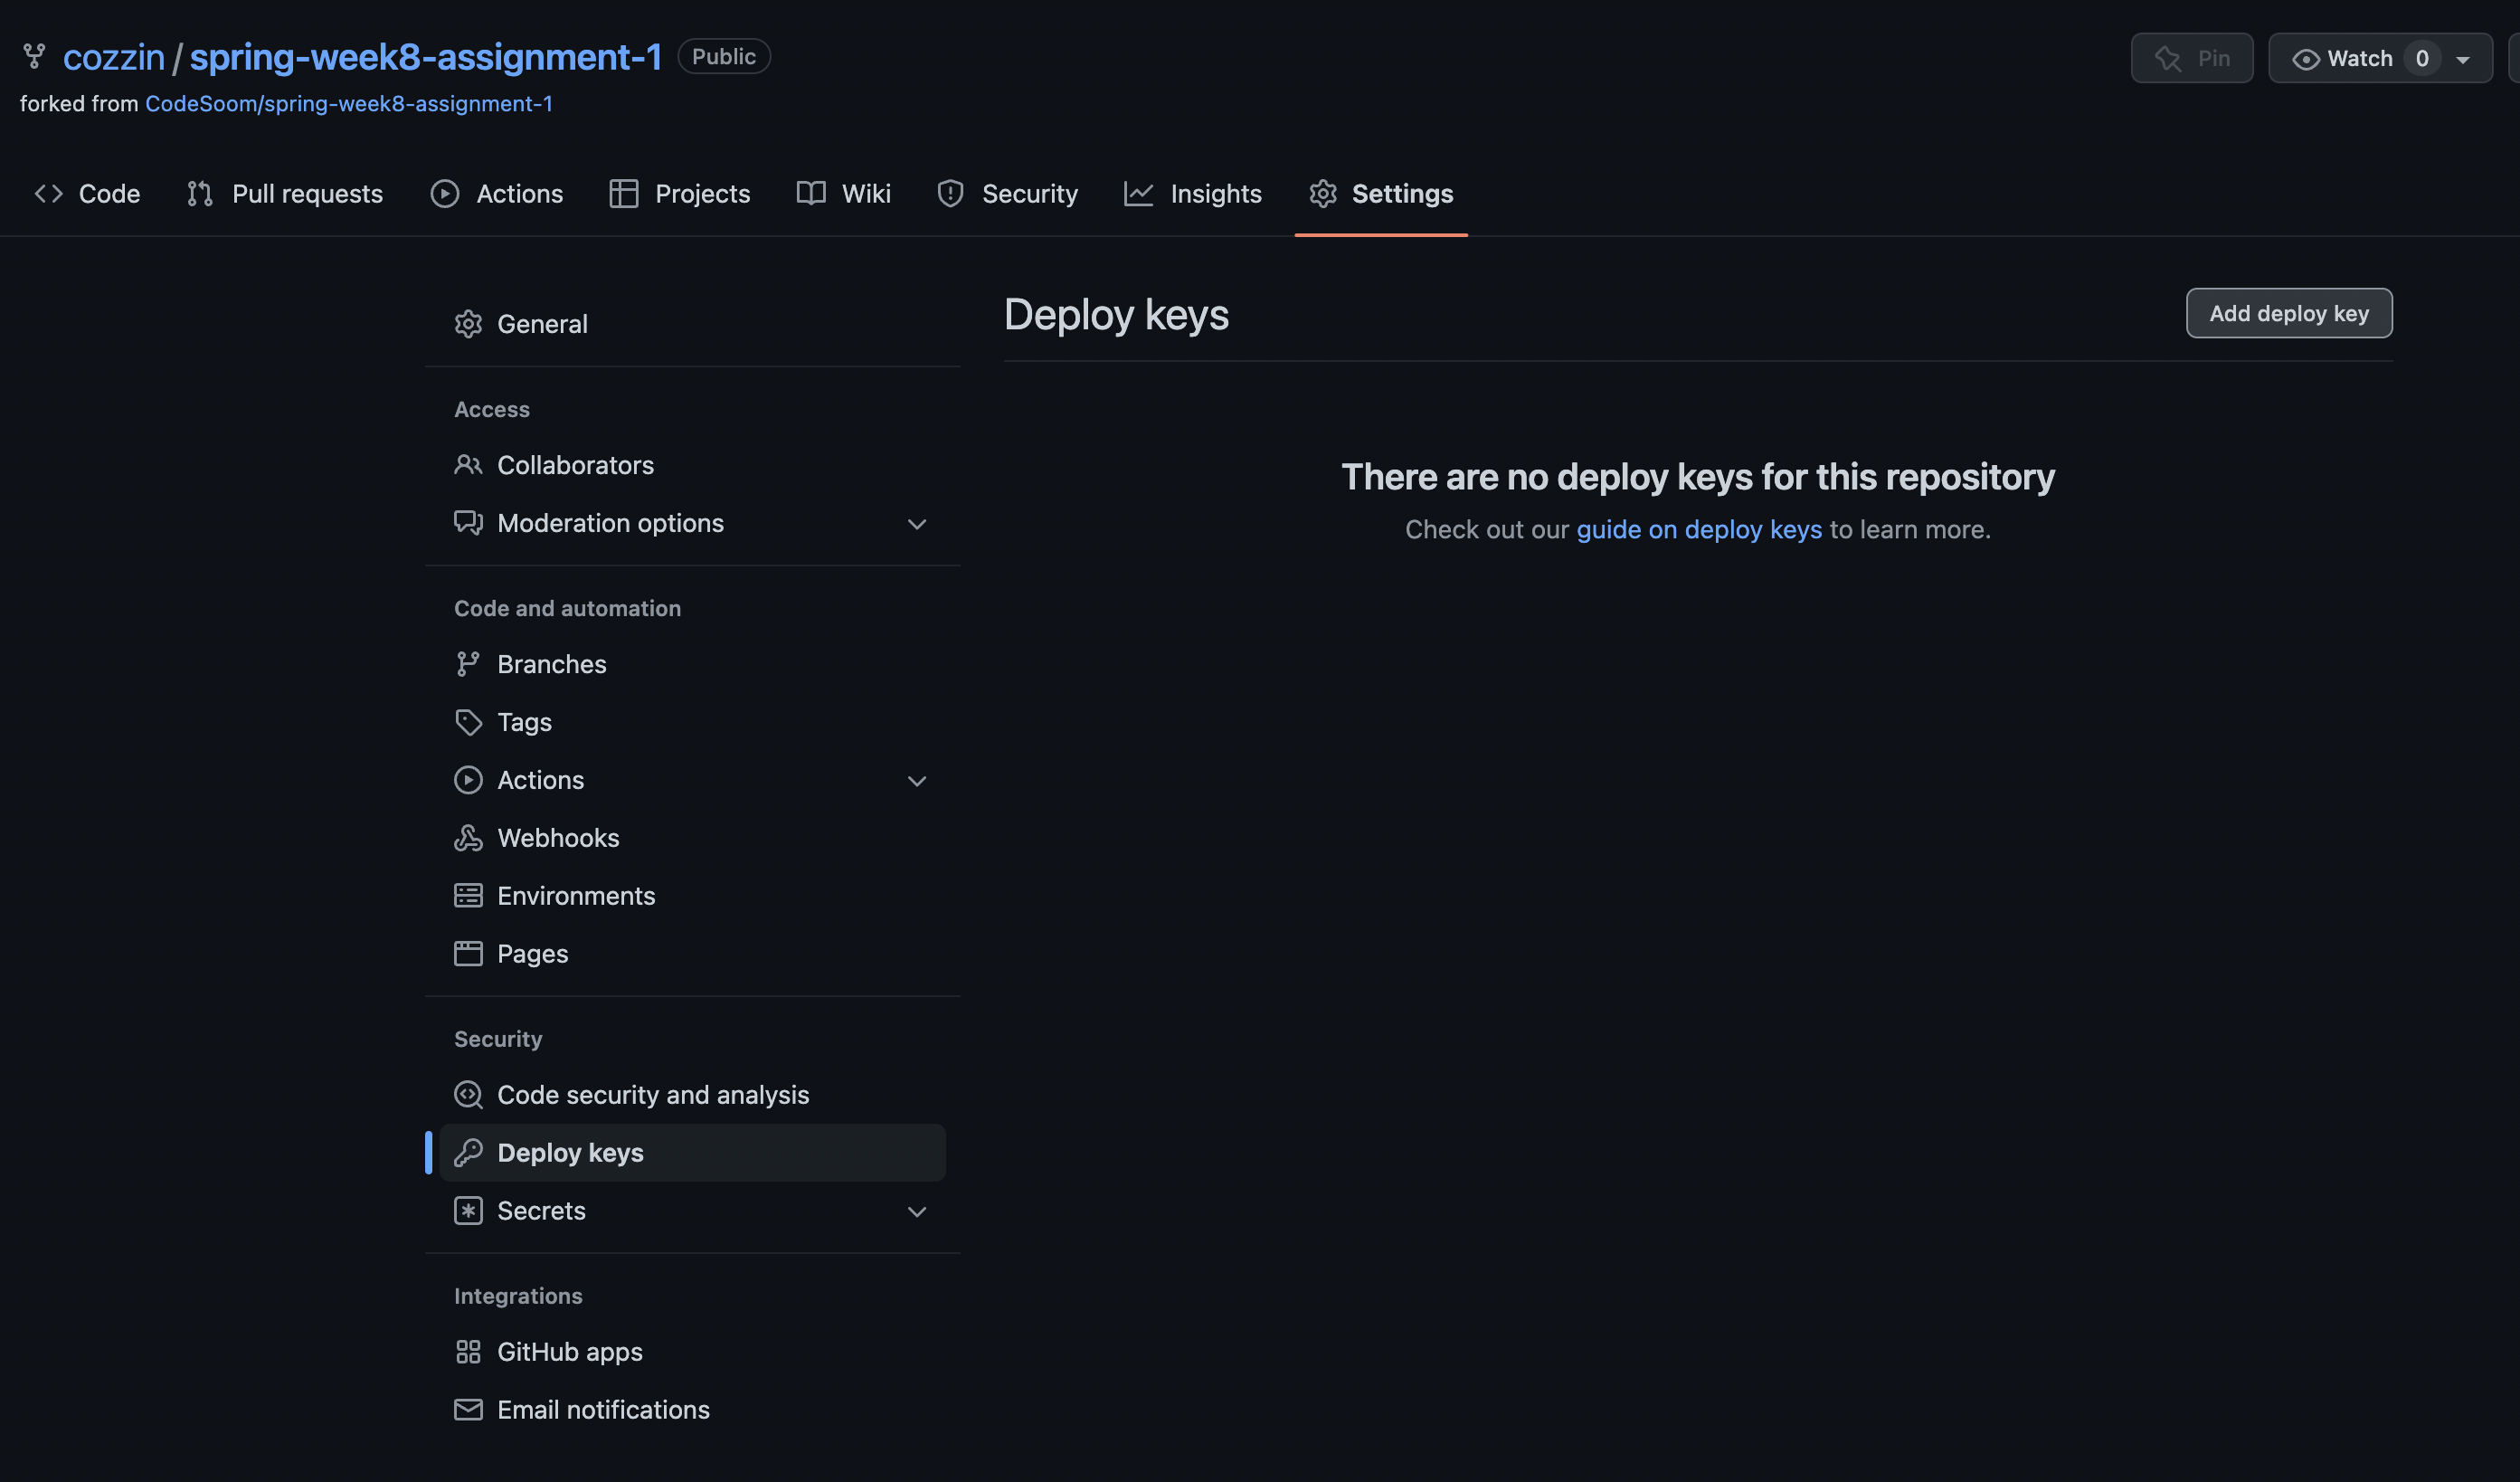 cozzin / spring-week8-assignment-1 Public
Pin
Watch 0
forked from CodeSoom/spring-week8-assignment-1
Code Pull requests Actions Projects Wiki Security Insights Settings
General
Access
Collaborators
Moderation options
Code and automation
Branches
Tags
Actions
Webhooks
Environments
Pages
Security
Code security and analysis
Deploy keys
Secrets
Integrations
GitHub apps
Email notifications
Deploy keys
Add deploy key
There are no deploy keys for this repository
Check out our guide on deploy keys to learn more.